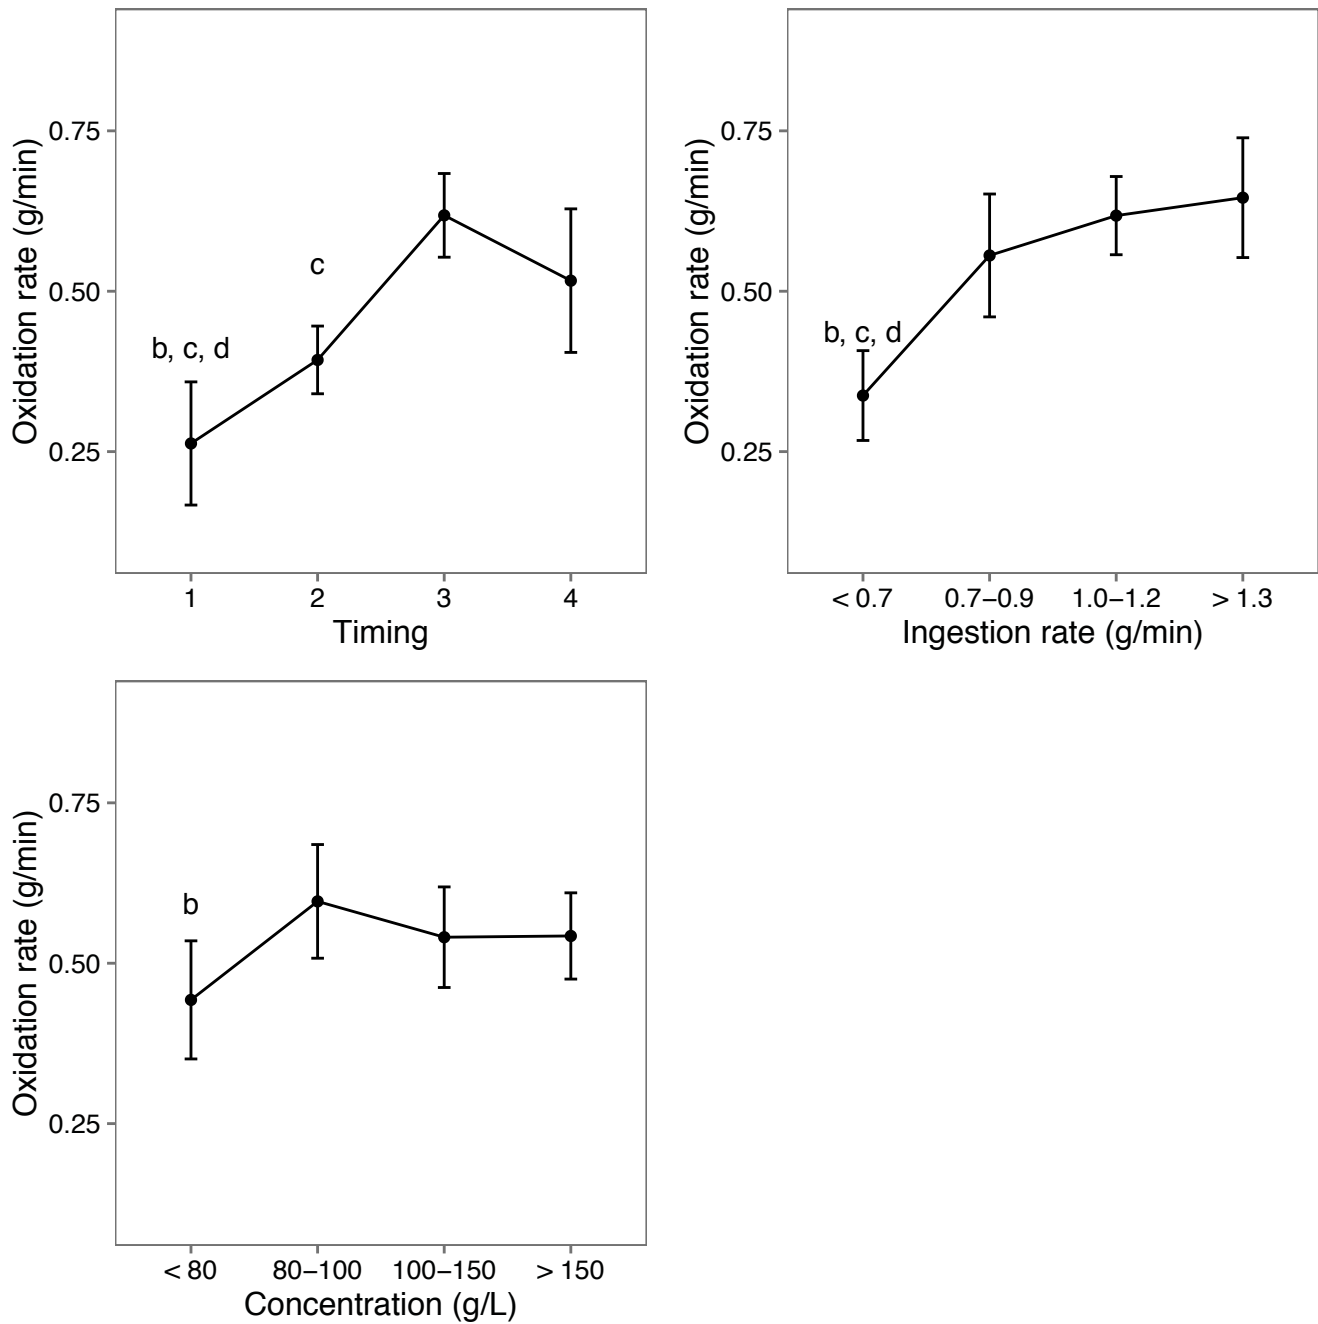 Oxidation rate (g/min)
0.75
0.50
0.25
b, c, d
c
1 2 3 4
Timing
Oxidation rate (g/min)
0.75
0.50
0.25
b, c, d
< 0.7 0.7–0.9 1.0–1.2 > 1.3
Ingestion rate (g/min)
Oxidation rate (g/min)
0.75
0.50
0.25
b
< 80 80–100 100–150 > 150
Concentration (g/L)